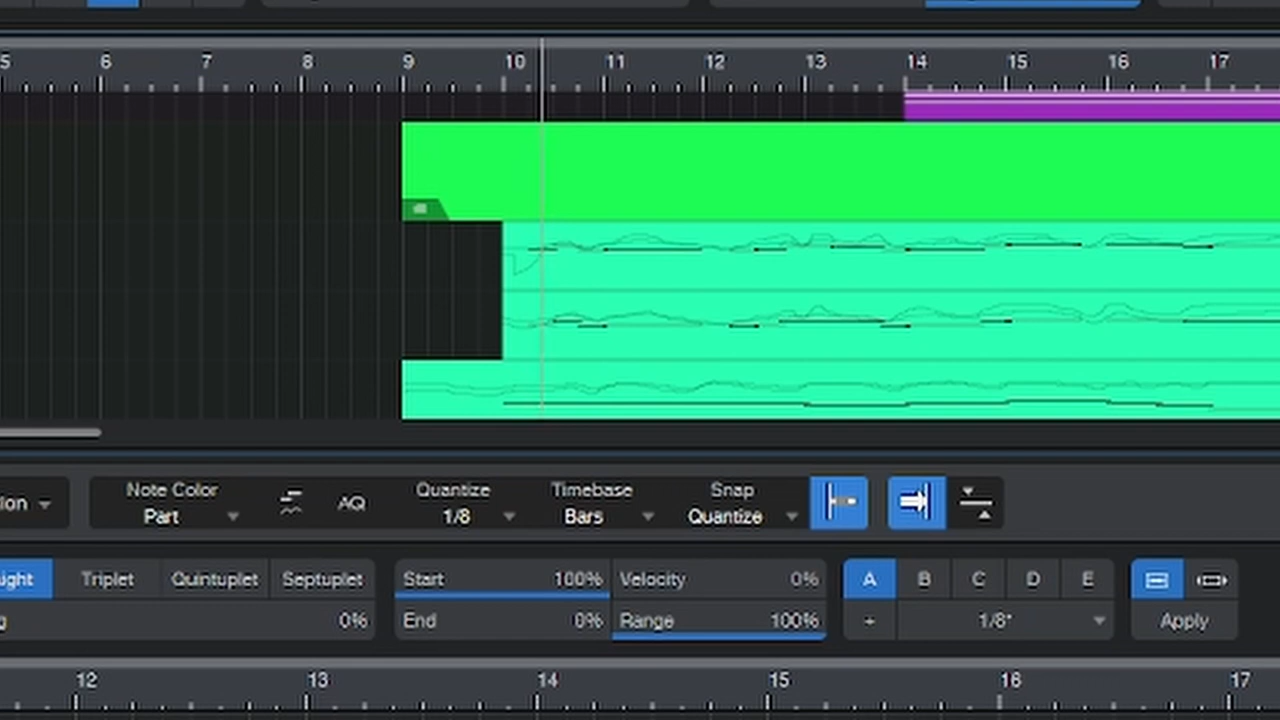 5 6 7 8 9 10 11 12 13 14 15 16 17
Note Color Quantize Timebase Snap
ion Part AQ 1/8 Bars Quantize
ight Triplet Quintuplet Septuplet Start 100% Velocity 0% A B C D E
g 0% End 0% Range 100% + 1/8* Apply
12 13 14 15 16 17